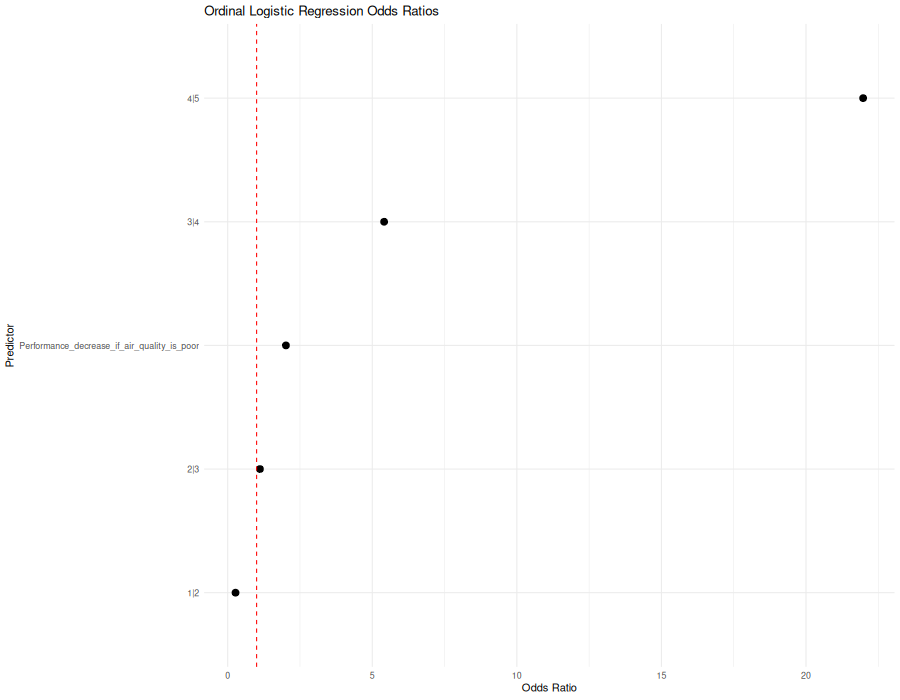 Ordinal Logistic Regression Odds Ratios
4|5
3|4
Performance_decrease_if_air_quality_is_poor
2|3
1|2
Predictor
0 5 10 15 20
Odds Ratio